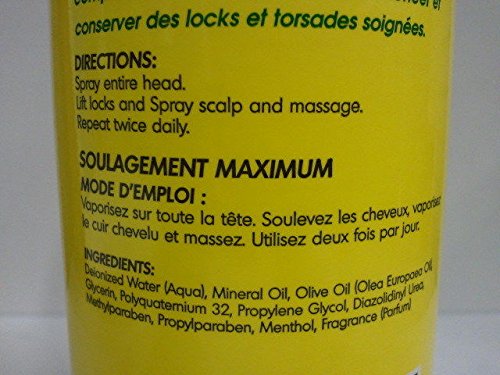 conserver des locks et torsades soignées.
DIRECTIONS:
Spray entire head.
Lift locks and Spray scalp and massage.
Repeat twice daily.
SOULAGEMENT MAXIMUM
MODE D'EMPLOI :
Vaporisez sur toute la tête. Soulevez les cheveux, vaporisez
le cuir chevelu et massez. Utilisez deux fois par jour.
INGREDIENTS:
Deionized Water (Aqua), Mineral Oil, Olive Oil (Olea Europaea Oil),
Glycerin, Polyquaternium 32, Propylene Glycol, Diazolidinyl Urea,
Methylparaben, Propylparaben, Menthol, Fragrance (Parfum)